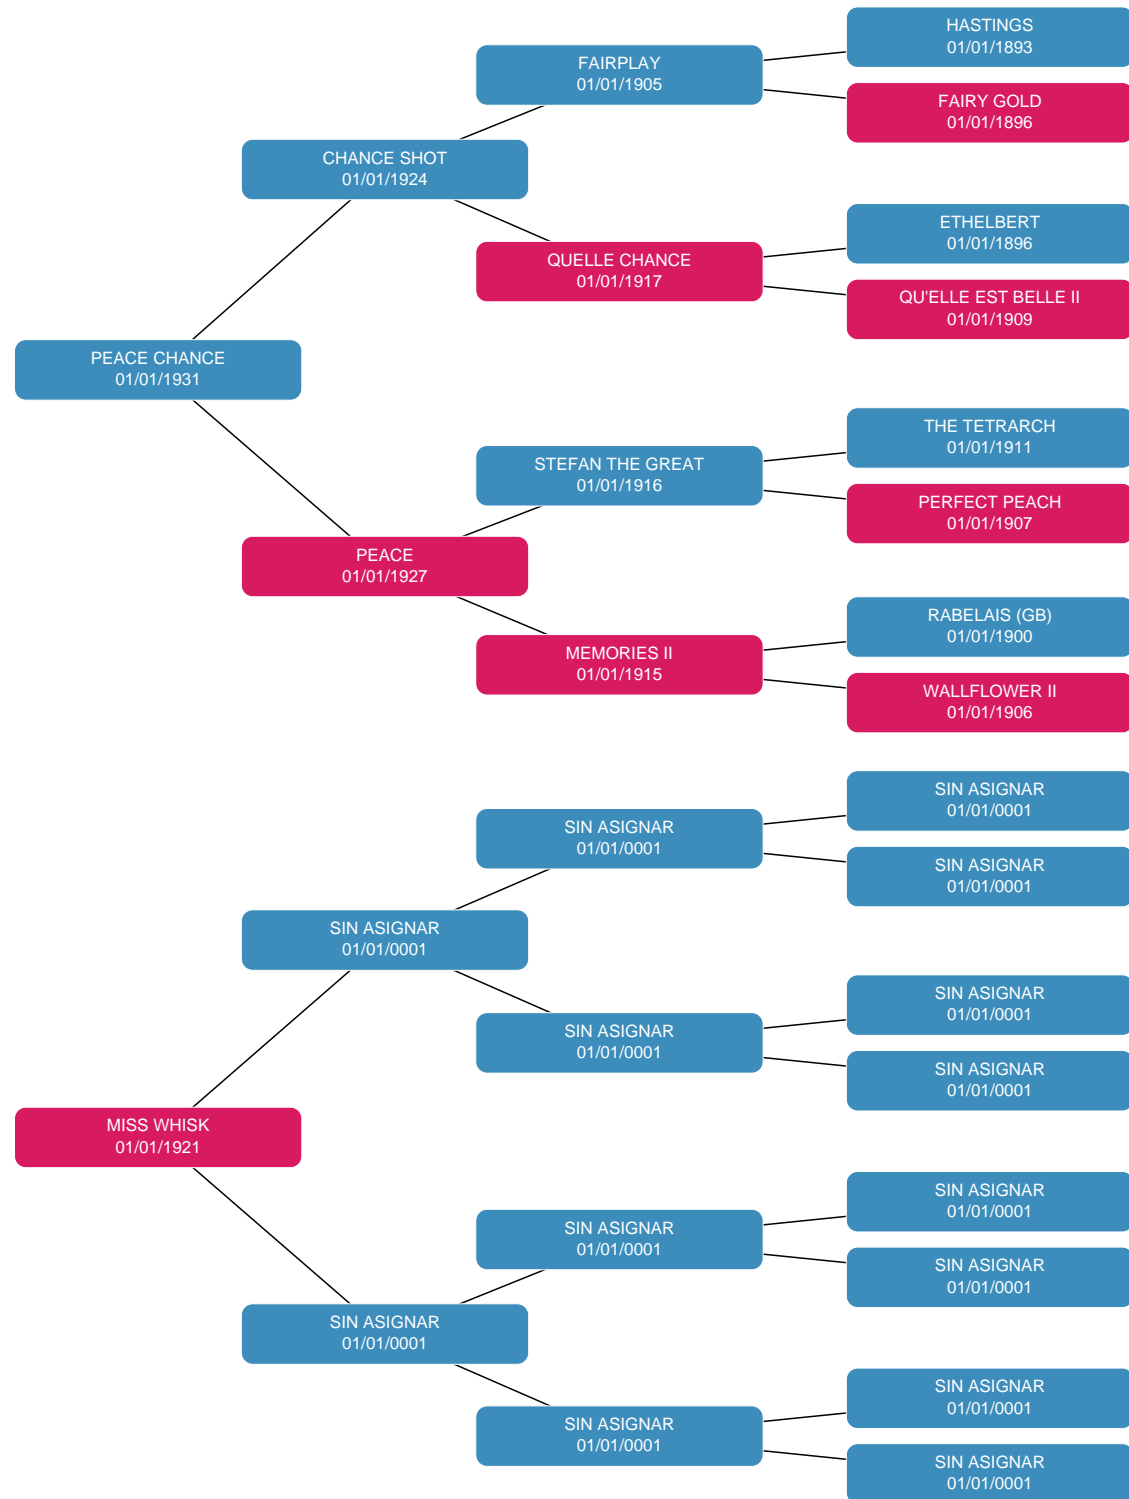 HASTINGS
01/01/1893
FAIRPLAY
01/01/1905
FAIRY GOLD
01/01/1896
CHANCE SHOT
01/01/1924
ETHELBERT
01/01/1896
QUELLE CHANCE
01/01/1917
QU'ELLE EST BELLE II
01/01/1909
PEACE CHANCE
01/01/1931
THE TETRARCH
01/01/1911
STEFAN THE GREAT
01/01/1916
PERFECT PEACH
01/01/1907
PEACE
01/01/1927
RABELAIS (GB)
01/01/1900
MEMORIES II
01/01/1915
WALLFLOWER II
01/01/1906
SIN ASIGNAR
01/01/0001
SIN ASIGNAR
01/01/0001
SIN ASIGNAR
01/01/0001
SIN ASIGNAR
01/01/0001
SIN ASIGNAR
01/01/0001
SIN ASIGNAR
01/01/0001
SIN ASIGNAR
01/01/0001
MISS WHISK
01/01/1921
SIN ASIGNAR
01/01/0001
SIN ASIGNAR
01/01/0001
SIN ASIGNAR
01/01/0001
SIN ASIGNAR
01/01/0001
SIN ASIGNAR
01/01/0001
SIN ASIGNAR
01/01/0001
SIN ASIGNAR
01/01/0001